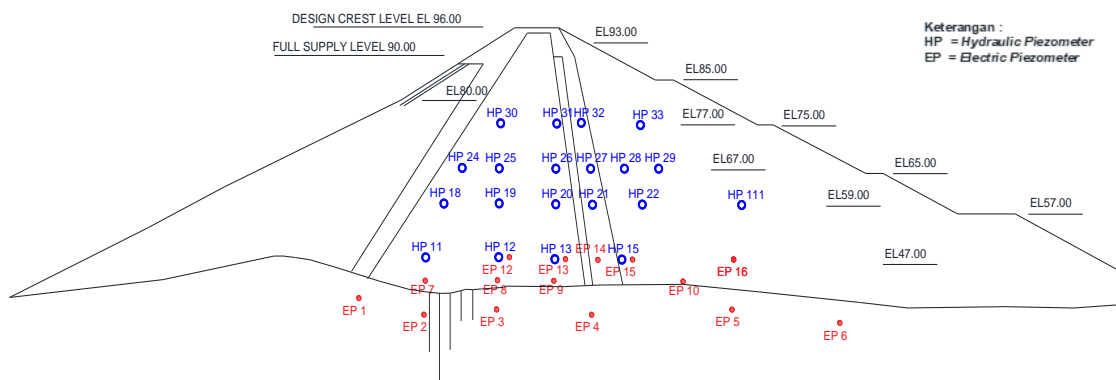 DESIGN CREST LEVEL EL 96.00
FULL SUPPLY LEVEL 90.00
EL93.00
Keterangan :
HP = Hydraulic Piezometer
EP = Electric Piezometer
EL85.00
EL80.00
HP 30
HP 31
HP 32
HP 33
EL77.00
EL75.00
HP 24
HP 25
HP 26
HP 27
HP 28
HP 29
EL67.00
EL65.00
HP 18
HP 19
HP 20
HP 21
HP 22
HP 111
EL59.00
EL57.00
HP 11
HP 12
HP 13
EP 14
HP 15
EL47.00
EP 12
EP 13
EP 15
EP 16
EP 7
EP 8
EP 9
EP 10
EP 1
EP 2
EP 3
EP 4
EP 5
EP 6